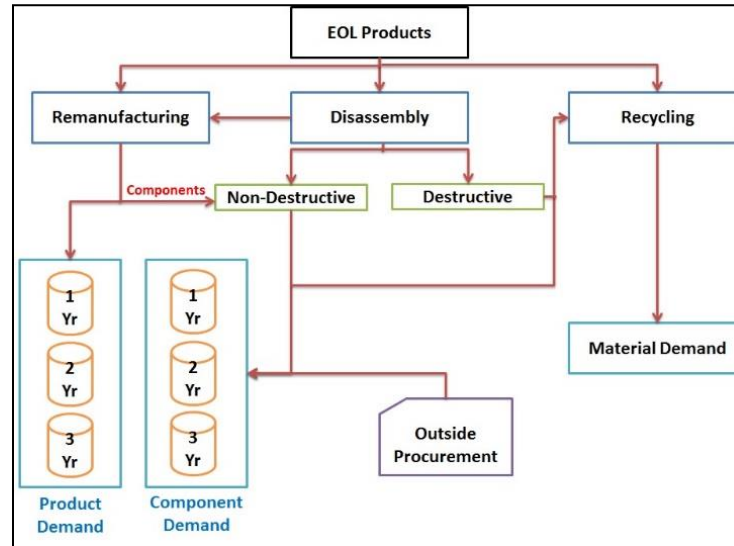 EOL Products
Remanufacturing
Disassembly
Recycling
Components
Non-Destructive
Destructive
1
Yr
2
Yr
3
Yr
1
Yr
2
Yr
3
Yr
Material Demand
Outside
Procurement
Product
Demand
Component
Demand